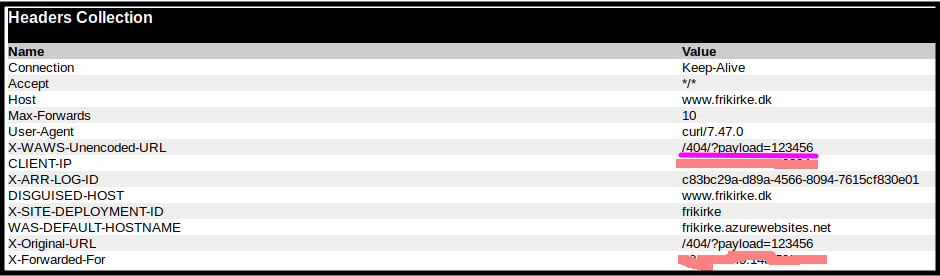 Headers Collection
Name Value
Connection Keep-Alive
Accept */*
Host www.frikirke.dk
Max-Forwards 10
User-Agent curl/7.47.0
X-WAWS-Unencoded-URL /404/?payload=123456
CLIENT-IP
X-ARR-LOG-ID c83bc29a-d89a-4566-8094-7615cf830e01
DISGUISED-HOST www.frikirke.dk
X-SITE-DEPLOYMENT-ID frikirke
WAS-DEFAULT-HOSTNAME frikirke.azurewebsites.net
X-Original-URL /404/?payload=123456
X-Forwarded-For